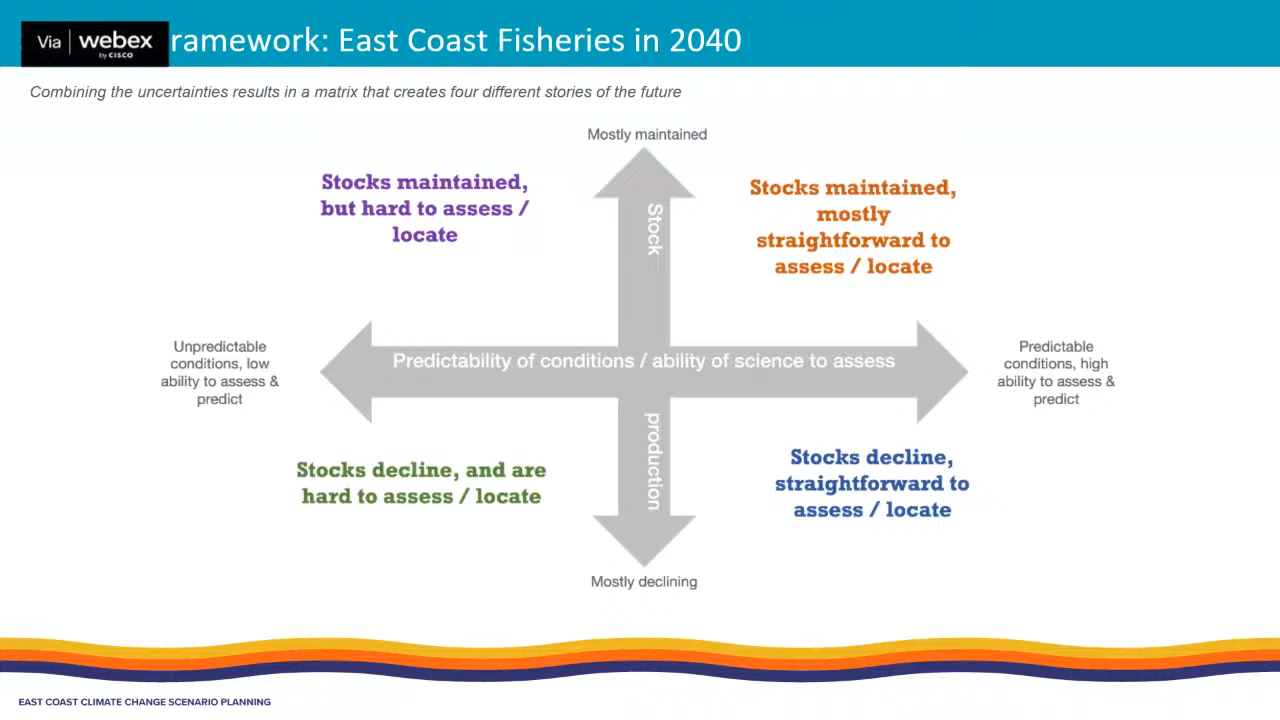 Via webex
by CISCO
ramework: East Coast Fisheries in 2040
Combining the uncertainties results in a matrix that creates four different stories of the future
Mostly maintained
Stocks maintained,
but hard to assess /
locate
Stocks maintained,
mostly
straightforward to
assess / locate
Stock
Unpredictable
conditions, low
ability to assess &
predict
Predictability of conditions / ability of science to assess
Predictable
conditions, high
ability to assess &
predict
production
Stocks decline, and are
hard to assess / locate
Stocks decline,
straightforward to
assess / locate
Mostly declining
EAST COAST CLIMATE CHANGE SCENARIO PLANNING